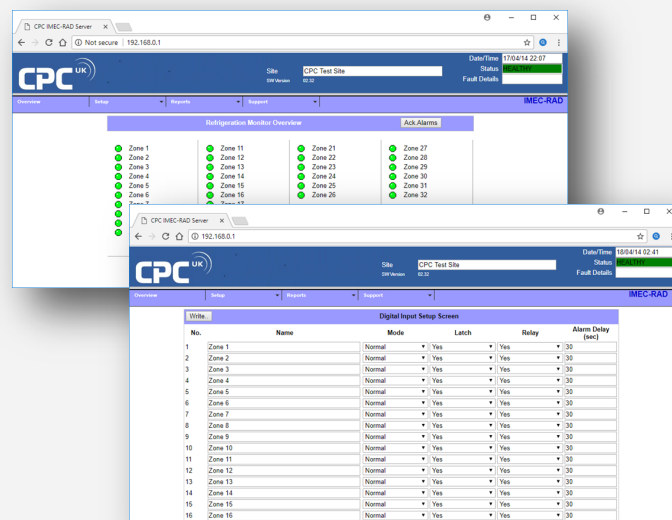 CPC IMEC-RAD Server
Not secure | 192.168.0.1
Date/Time 17/04/14 22:07
CPC UK
Site CPC Test Site
Status HEALTHY
SW Version 02.32
Fault Details
Overview Setup Reports Support IMEC-RAD
Refrigeration Monitor Overview Ack Alarms
Zone 1 Zone 11 Zone 21 Zone 27
Zone 2 Zone 12 Zone 22 Zone 28
Zone 3 Zone 13 Zone 23 Zone 29
Zone 4 Zone 14 Zone 24 Zone 30
Zone 5 Zone 15 Zone 25 Zone 31
Zone 6 Zone 16 Zone 26 Zone 32
CPC IMEC-RAD Server
192.168.0.1
Date/Time 18/04/14 02:41
CPC UK
Site CPC Test Site
Status HEALTHY
SW Version 02.32
Fault Details
Overview Setup Reports Support IMEC-RAD
Write.. Digital Input Setup Screen
No. Name Mode Latch Relay Alarm Delay (sec)
1 Zone 1 Normal Yes Yes 30
2 Zone 2 Normal Yes Yes 30
3 Zone 3 Normal Yes Yes 30
4 Zone 4 Normal Yes Yes 30
5 Zone 5 Normal Yes Yes 30
6 Zone 6 Normal Yes Yes 30
7 Zone 7 Normal Yes Yes 30
8 Zone 8 Normal Yes Yes 30
9 Zone 9 Normal Yes Yes 30
10 Zone 10 Normal Yes Yes 30
11 Zone 11 Normal Yes Yes 30
12 Zone 12 Normal Yes Yes 30
13 Zone 13 Normal Yes Yes 30
14 Zone 14 Normal Yes Yes 30
15 Zone 15 Normal Yes Yes 30
16 Zone 16 Normal Yes Yes 30